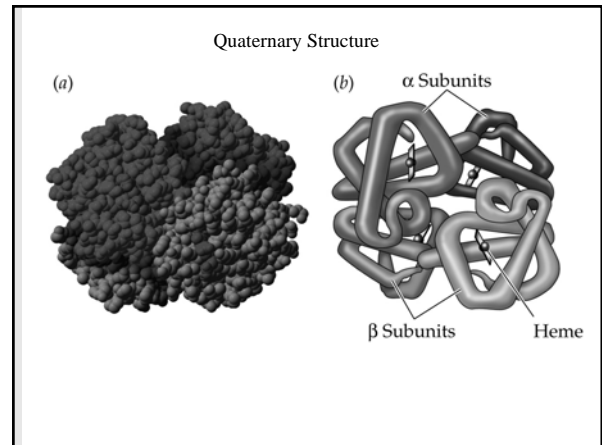 Quaternary Structure
(a)
(b)
α Subunits
β Subunits
Heme